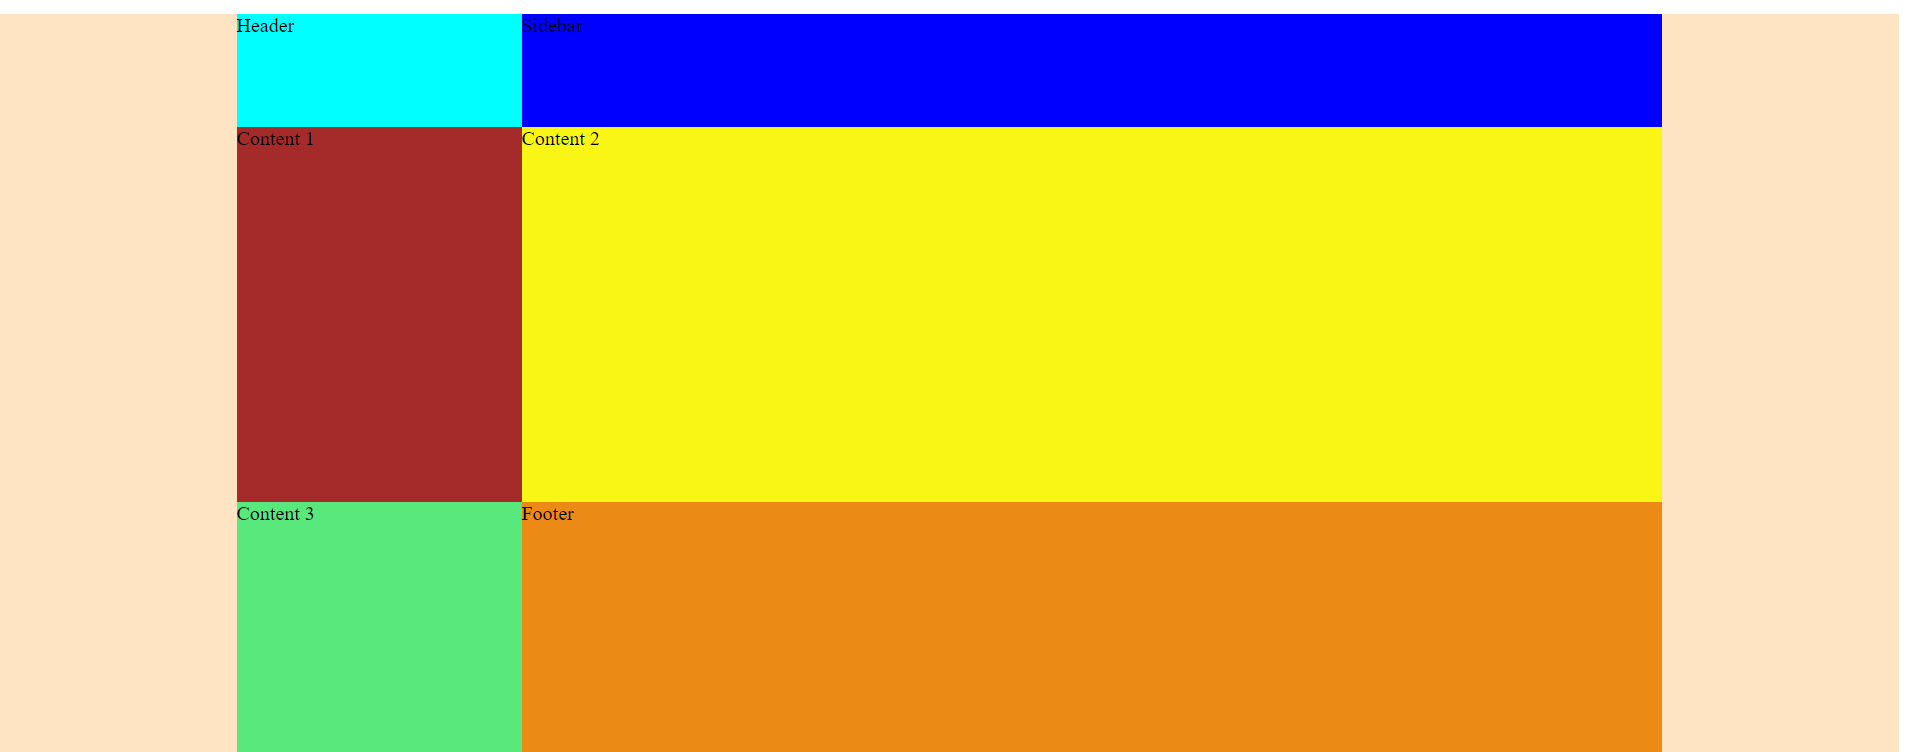 Header
Sidebar
Content 1
Content 2
Content 3
Footer